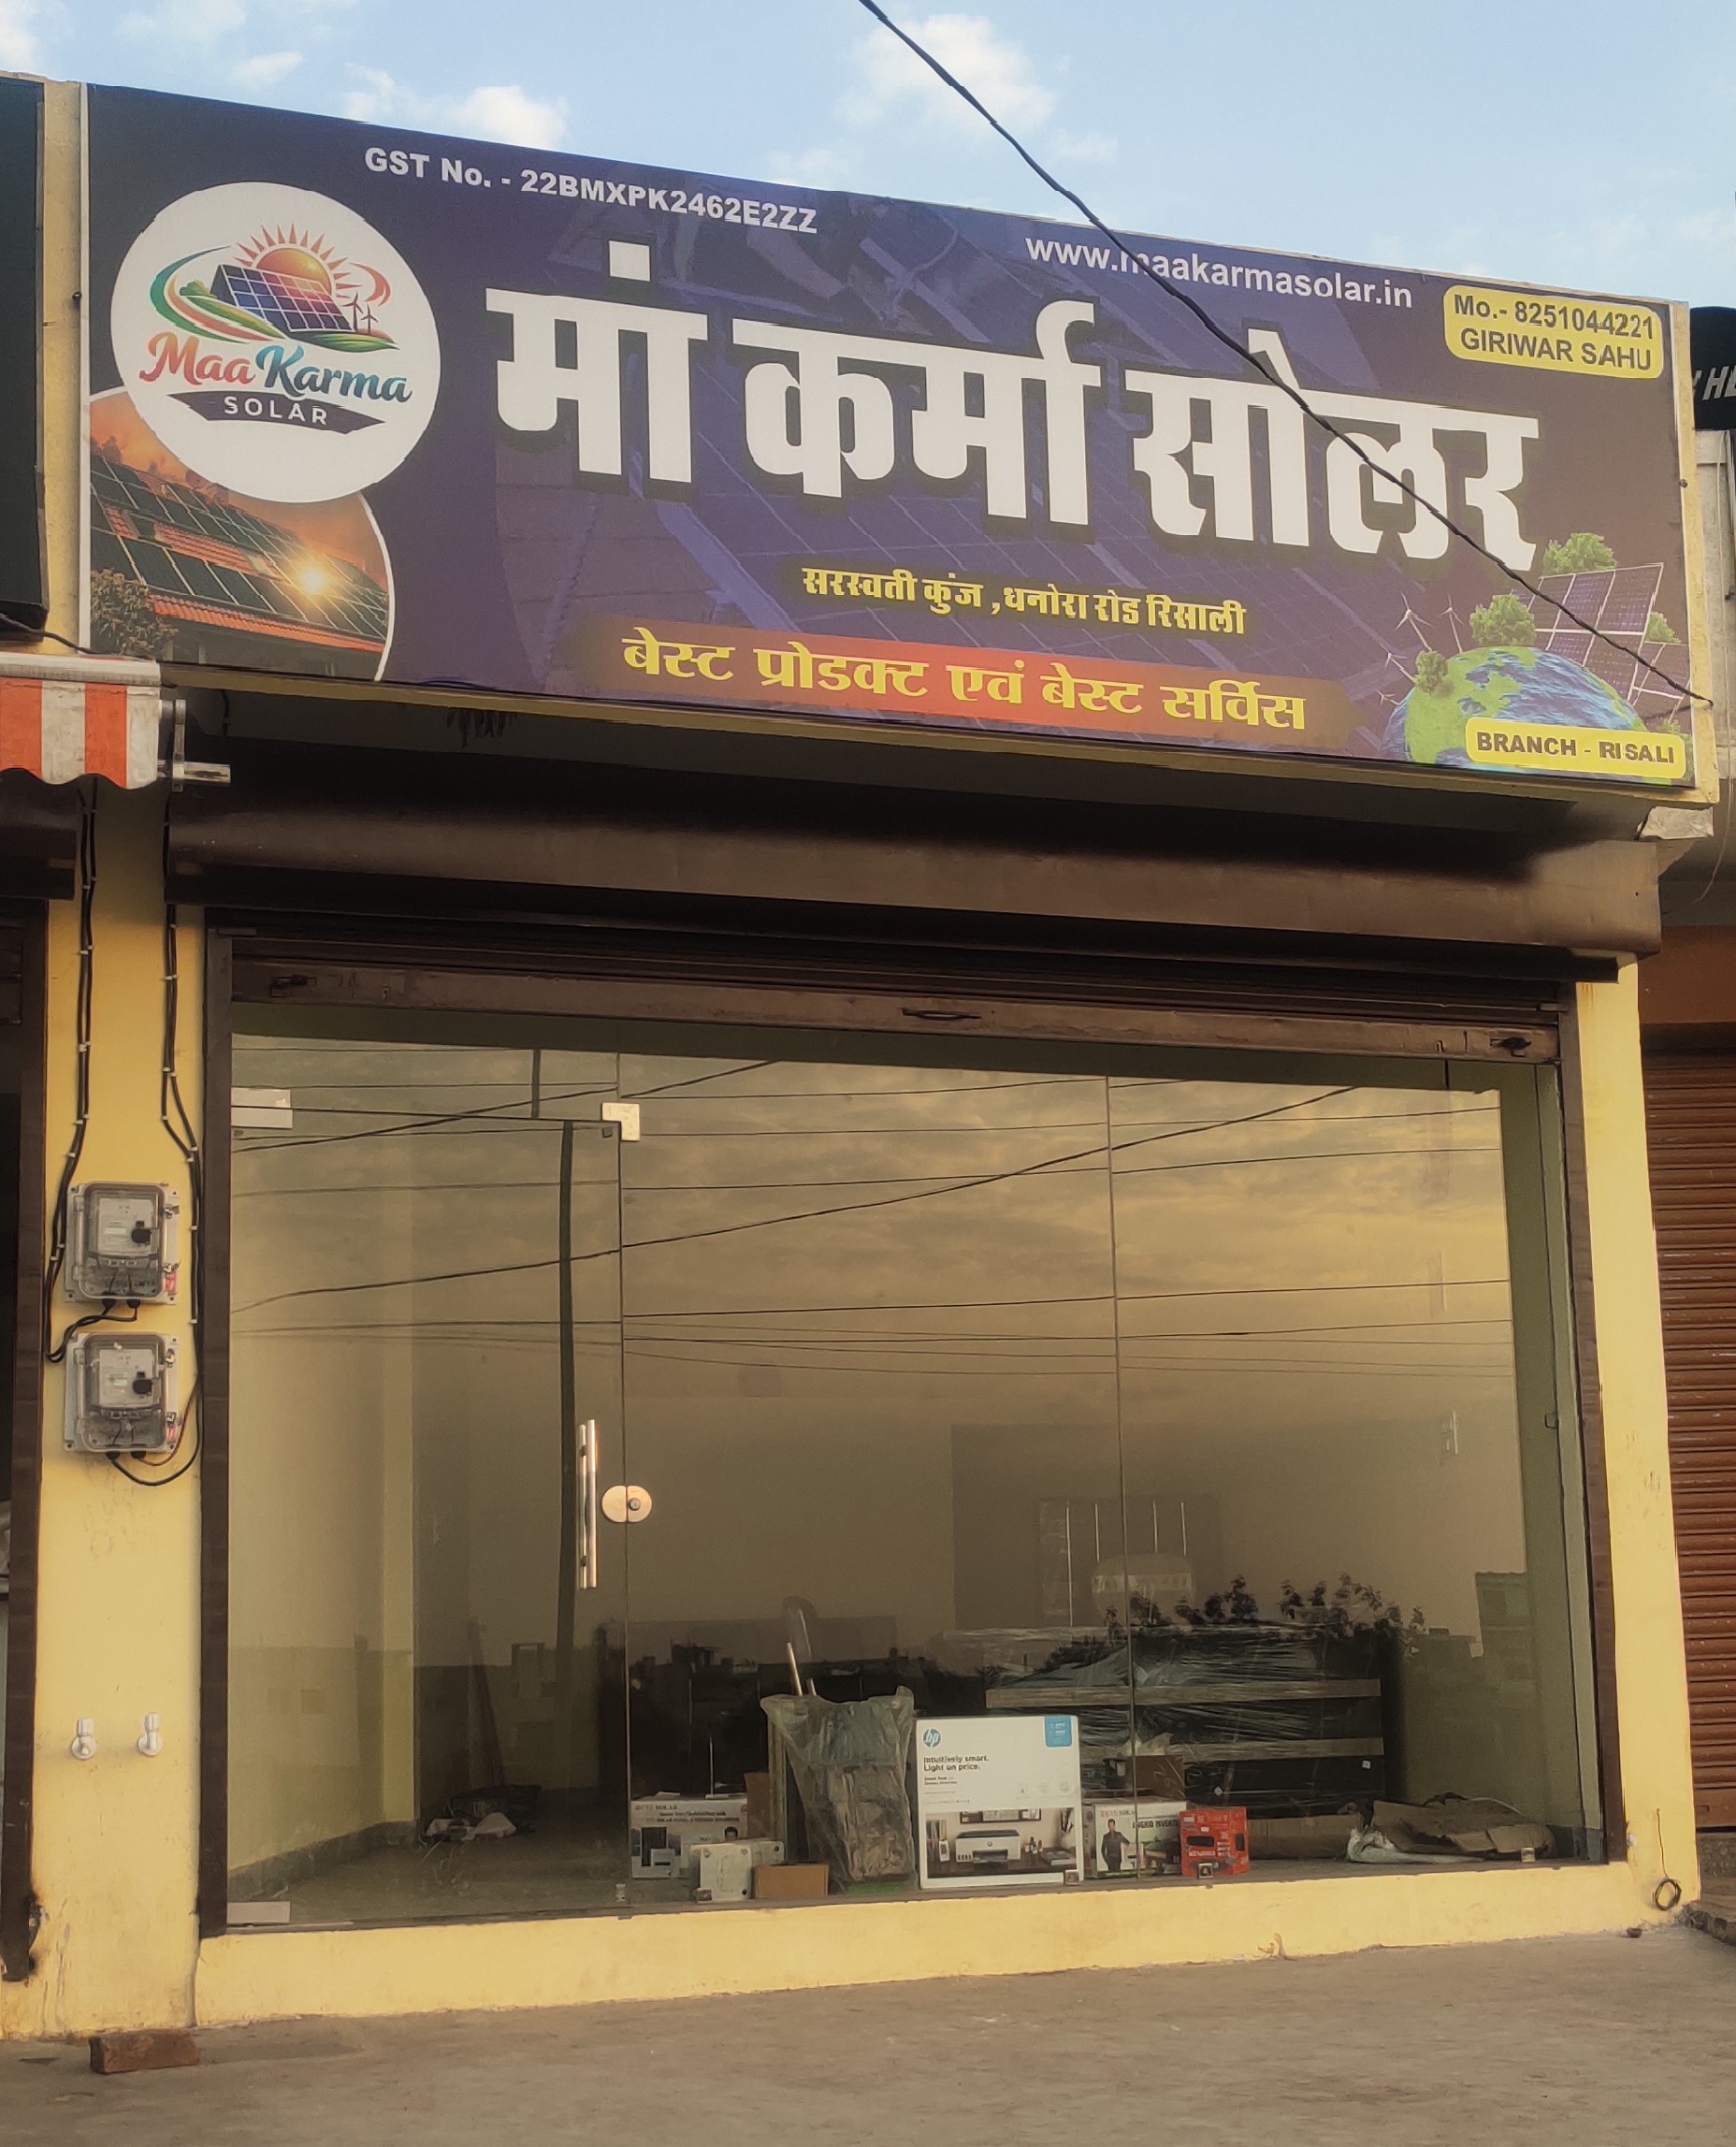 GST No. - 22BMXPK2462E2ZZ
www.maakarmasolar.in
Mo.- 8251044221
GIRIWAR SAHU
Maa Karma
SOLAR
मां कर्मा सोलर
सरस्वती कुंज ,धनोरा रोड रिसाली
बेस्ट प्रोडक्ट एवं बेस्ट सर्विस
BRANCH - RISALI
hp
Intuitively smart.
Light on price.